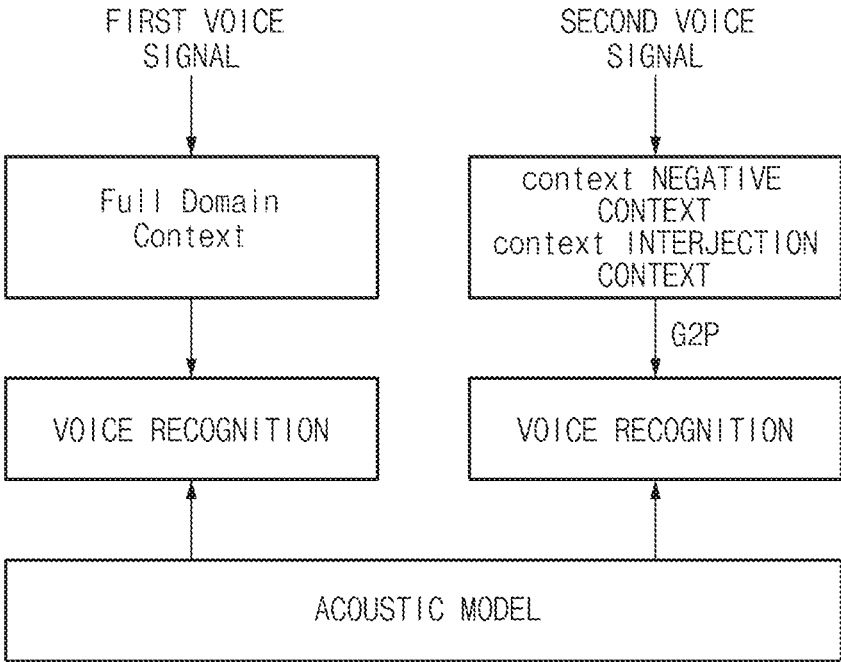 FIRST VOICE
SIGNAL
SECOND VOICE
SIGNAL
Full Domain
Context
context NEGATIVE
CONTEXT
context INTERJECTION
CONTEXT
G2P
VOICE RECOGNITION
VOICE RECOGNITION
ACOUSTIC MODEL